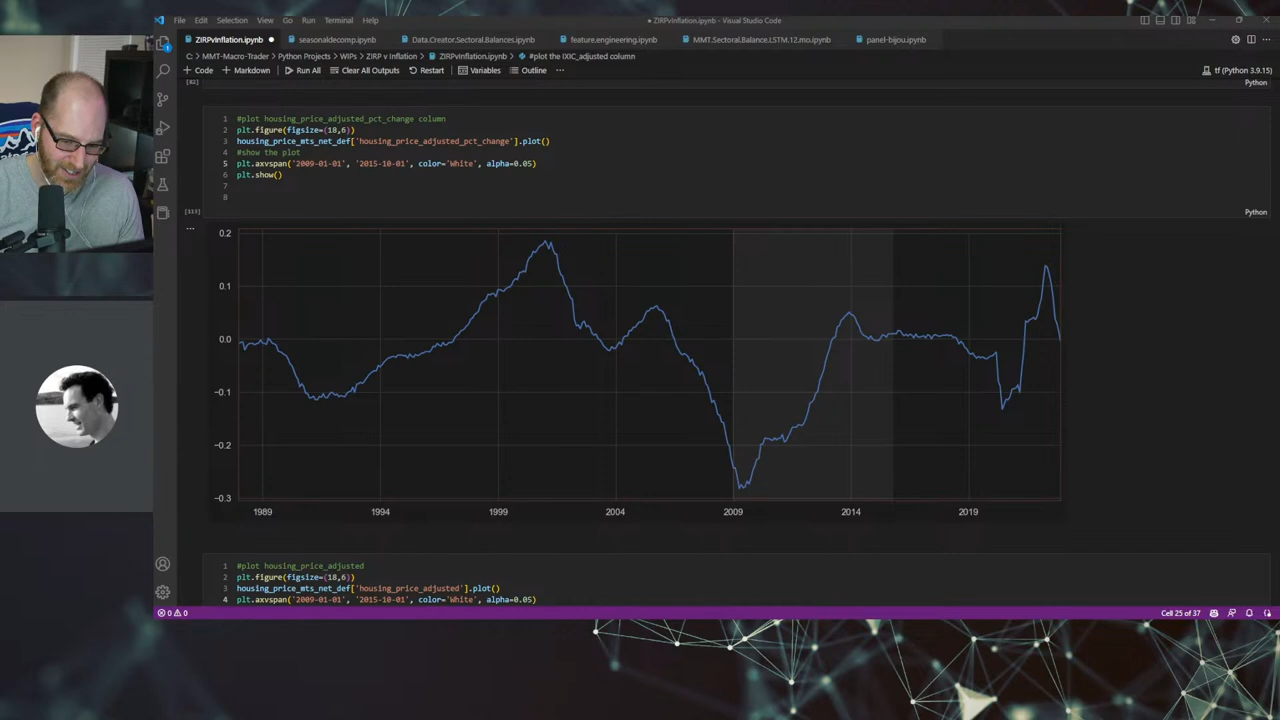 File Edit Selection View Go Run Terminal Help
● ZIRPvInflation.ipynb - Visual Studio Code
ZIRPvInflation.ipynb ● seasonaldecomp.ipynb Data.Creator.Sectoral.Balances.ipynb feature.engineering.ipynb MMT.Sectoral.Balance.LSTM.12.mo.ipynb panel-bijou.ipynb
C: > MMT-Macro-Trader > Python Projects > WIPs > ZIRP v Inflation > ZIRPvInflation.ipynb > #plot the IXIC_adjusted column
+ Code + Markdown Run All Clear All Outputs Restart Variables Outline ··· tf (Python 3.9.15)
[82] Python
1 #plot housing_price_adjusted_pct_change column
2 plt.figure(figsize=(18,6))
3 housing_price_mts_net_def['housing_price_adjusted_pct_change'].plot()
4 #show the plot
5 plt.axvspan('2009-01-01', '2015-10-01', color='White', alpha=0.05)
6 plt.show()
7
8
[113] Python
...
0.2
0.1
0.0
−0.1
−0.2
−0.3
1989 1994 1999 2004 2009 2014 2019
1 #plot housing_price_adjusted
2 plt.figure(figsize=(18,6))
3 housing_price_mts_net_def['housing_price_adjusted'].plot()
4 plt.axvspan('2009-01-01', '2015-10-01', color='White', alpha=0.05)
0 0 Cell 25 of 37